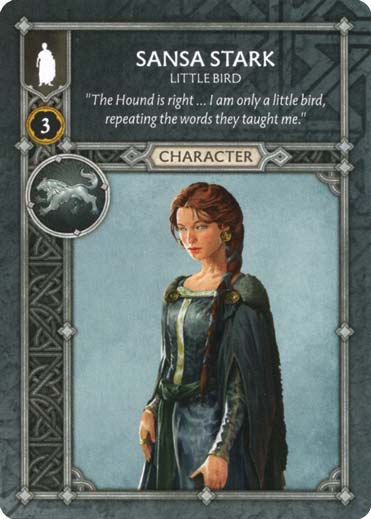 SANSA STARK
LITTLE BIRD
"The Hound is right ... I am only a little bird,
repeating the words they taught me."
3
CHARACTER